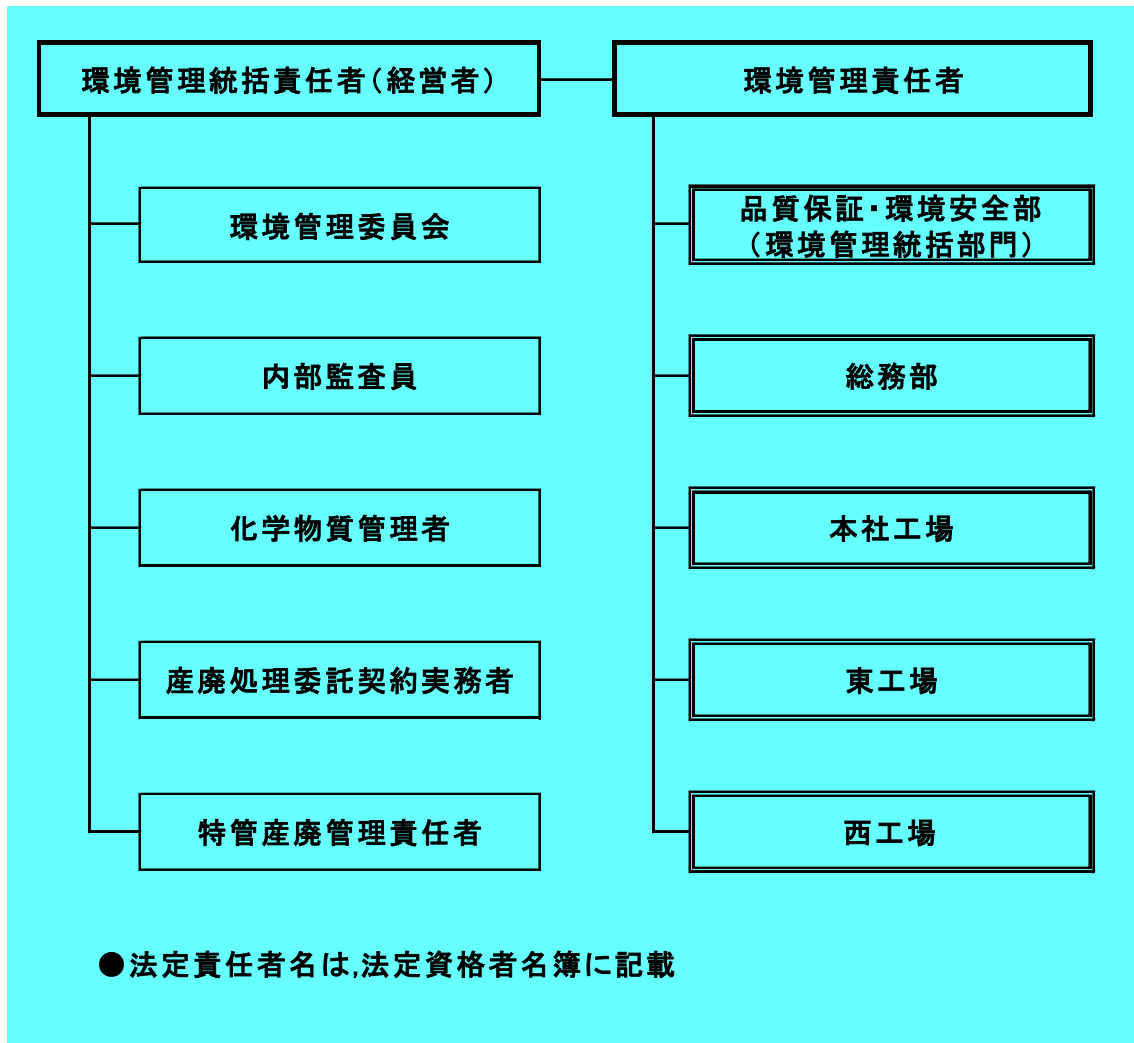 環境管理統括責任者（経営者）
環境管理責任者
環境管理委員会
内部監査員
化学物質管理者
産廃処理委託契約実務者
特管産廃管理責任者
品質保証・環境安全部
（環境管理統括部門）
総務部
本社工場
東工場
西工場
●法定責任者名は,法定資格者名簿に記載